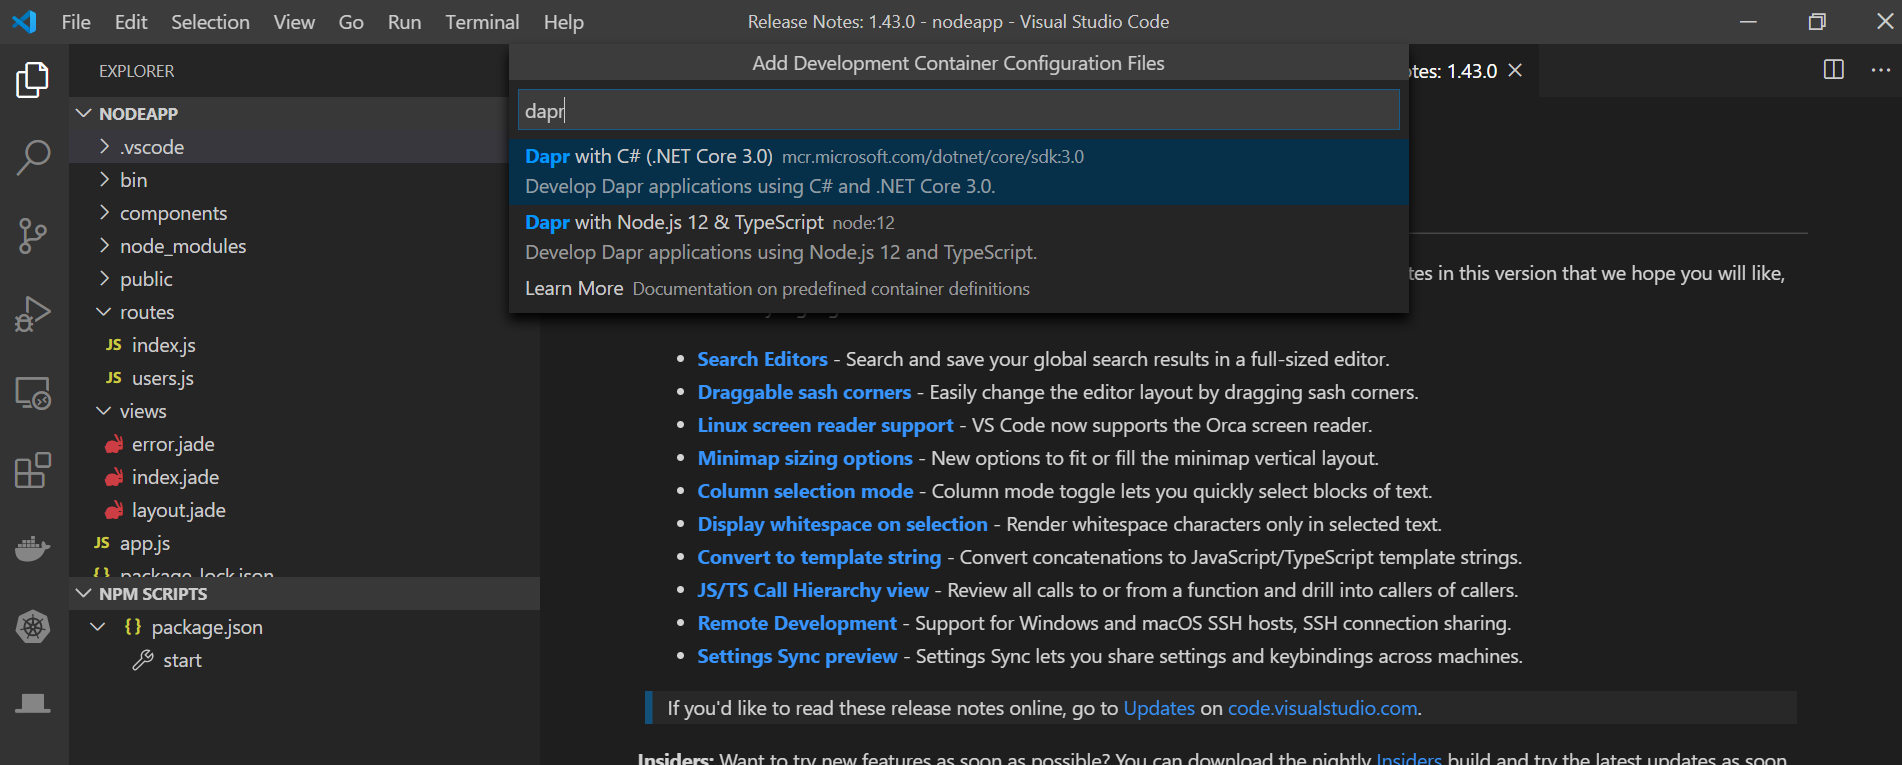 File Edit Selection View Go Run Terminal Help
Release Notes: 1.43.0 - nodeapp - Visual Studio Code
EXPLORER
NODEAPP
.vscode
bin
components
node_modules
public
routes
JS index.js
JS users.js
views
error.jade
index.jade
layout.jade
JS app.js
{} package-lock.json
NPM SCRIPTS
{} package.json
start
Add Development Container Configuration Files
dapr
Dapr with C# (.NET Core 3.0) mcr.microsoft.com/dotnet/core/sdk:3.0
Develop Dapr applications using C# and .NET Core 3.0.
Dapr with Node.js 12 & TypeScript node:12
Develop Dapr applications using Node.js 12 and TypeScript.
Learn More Documentation on predefined container definitions
tes: 1.43.0
tes in this version that we hope you will like,
• Search Editors - Search and save your global search results in a full-sized editor.
• Draggable sash corners - Easily change the editor layout by dragging sash corners.
• Linux screen reader support - VS Code now supports the Orca screen reader.
• Minimap sizing options - New options to fit or fill the minimap vertical layout.
• Column selection mode - Column mode toggle lets you quickly select blocks of text.
• Display whitespace on selection - Render whitespace characters only in selected text.
• Convert to template string - Convert concatenations to JavaScript/TypeScript template strings.
• JS/TS Call Hierarchy view - Review all calls to or from a function and drill into callers of callers.
• Remote Development - Support for Windows and macOS SSH hosts, SSH connection sharing.
• Settings Sync preview - Settings Sync lets you share settings and keybindings across machines.
If you'd like to read these release notes online, go to Updates on code.visualstudio.com.
Insiders: Want to try new features as soon as possible? You can download the nightly Insiders build and try the latest updates as soon